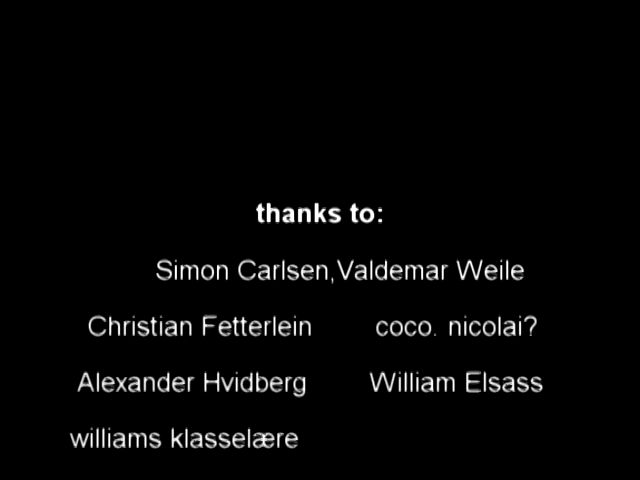 thanks to:
Simon Carlsen,Valdemar Weile
Christian Fetterlein coco. nicolai?
Alexander Hvidberg William Elsass
williams klasselære